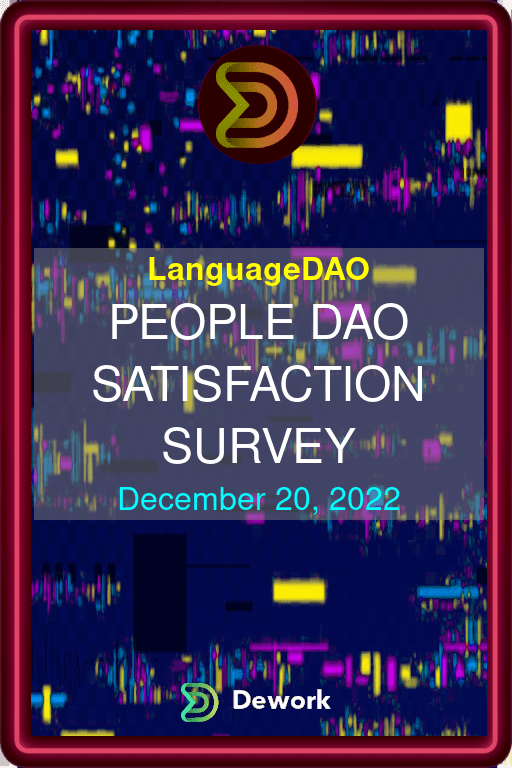 LanguageDAO
PEOPLE DAO
SATISFACTION
SURVEY
December 20, 2022
Dework